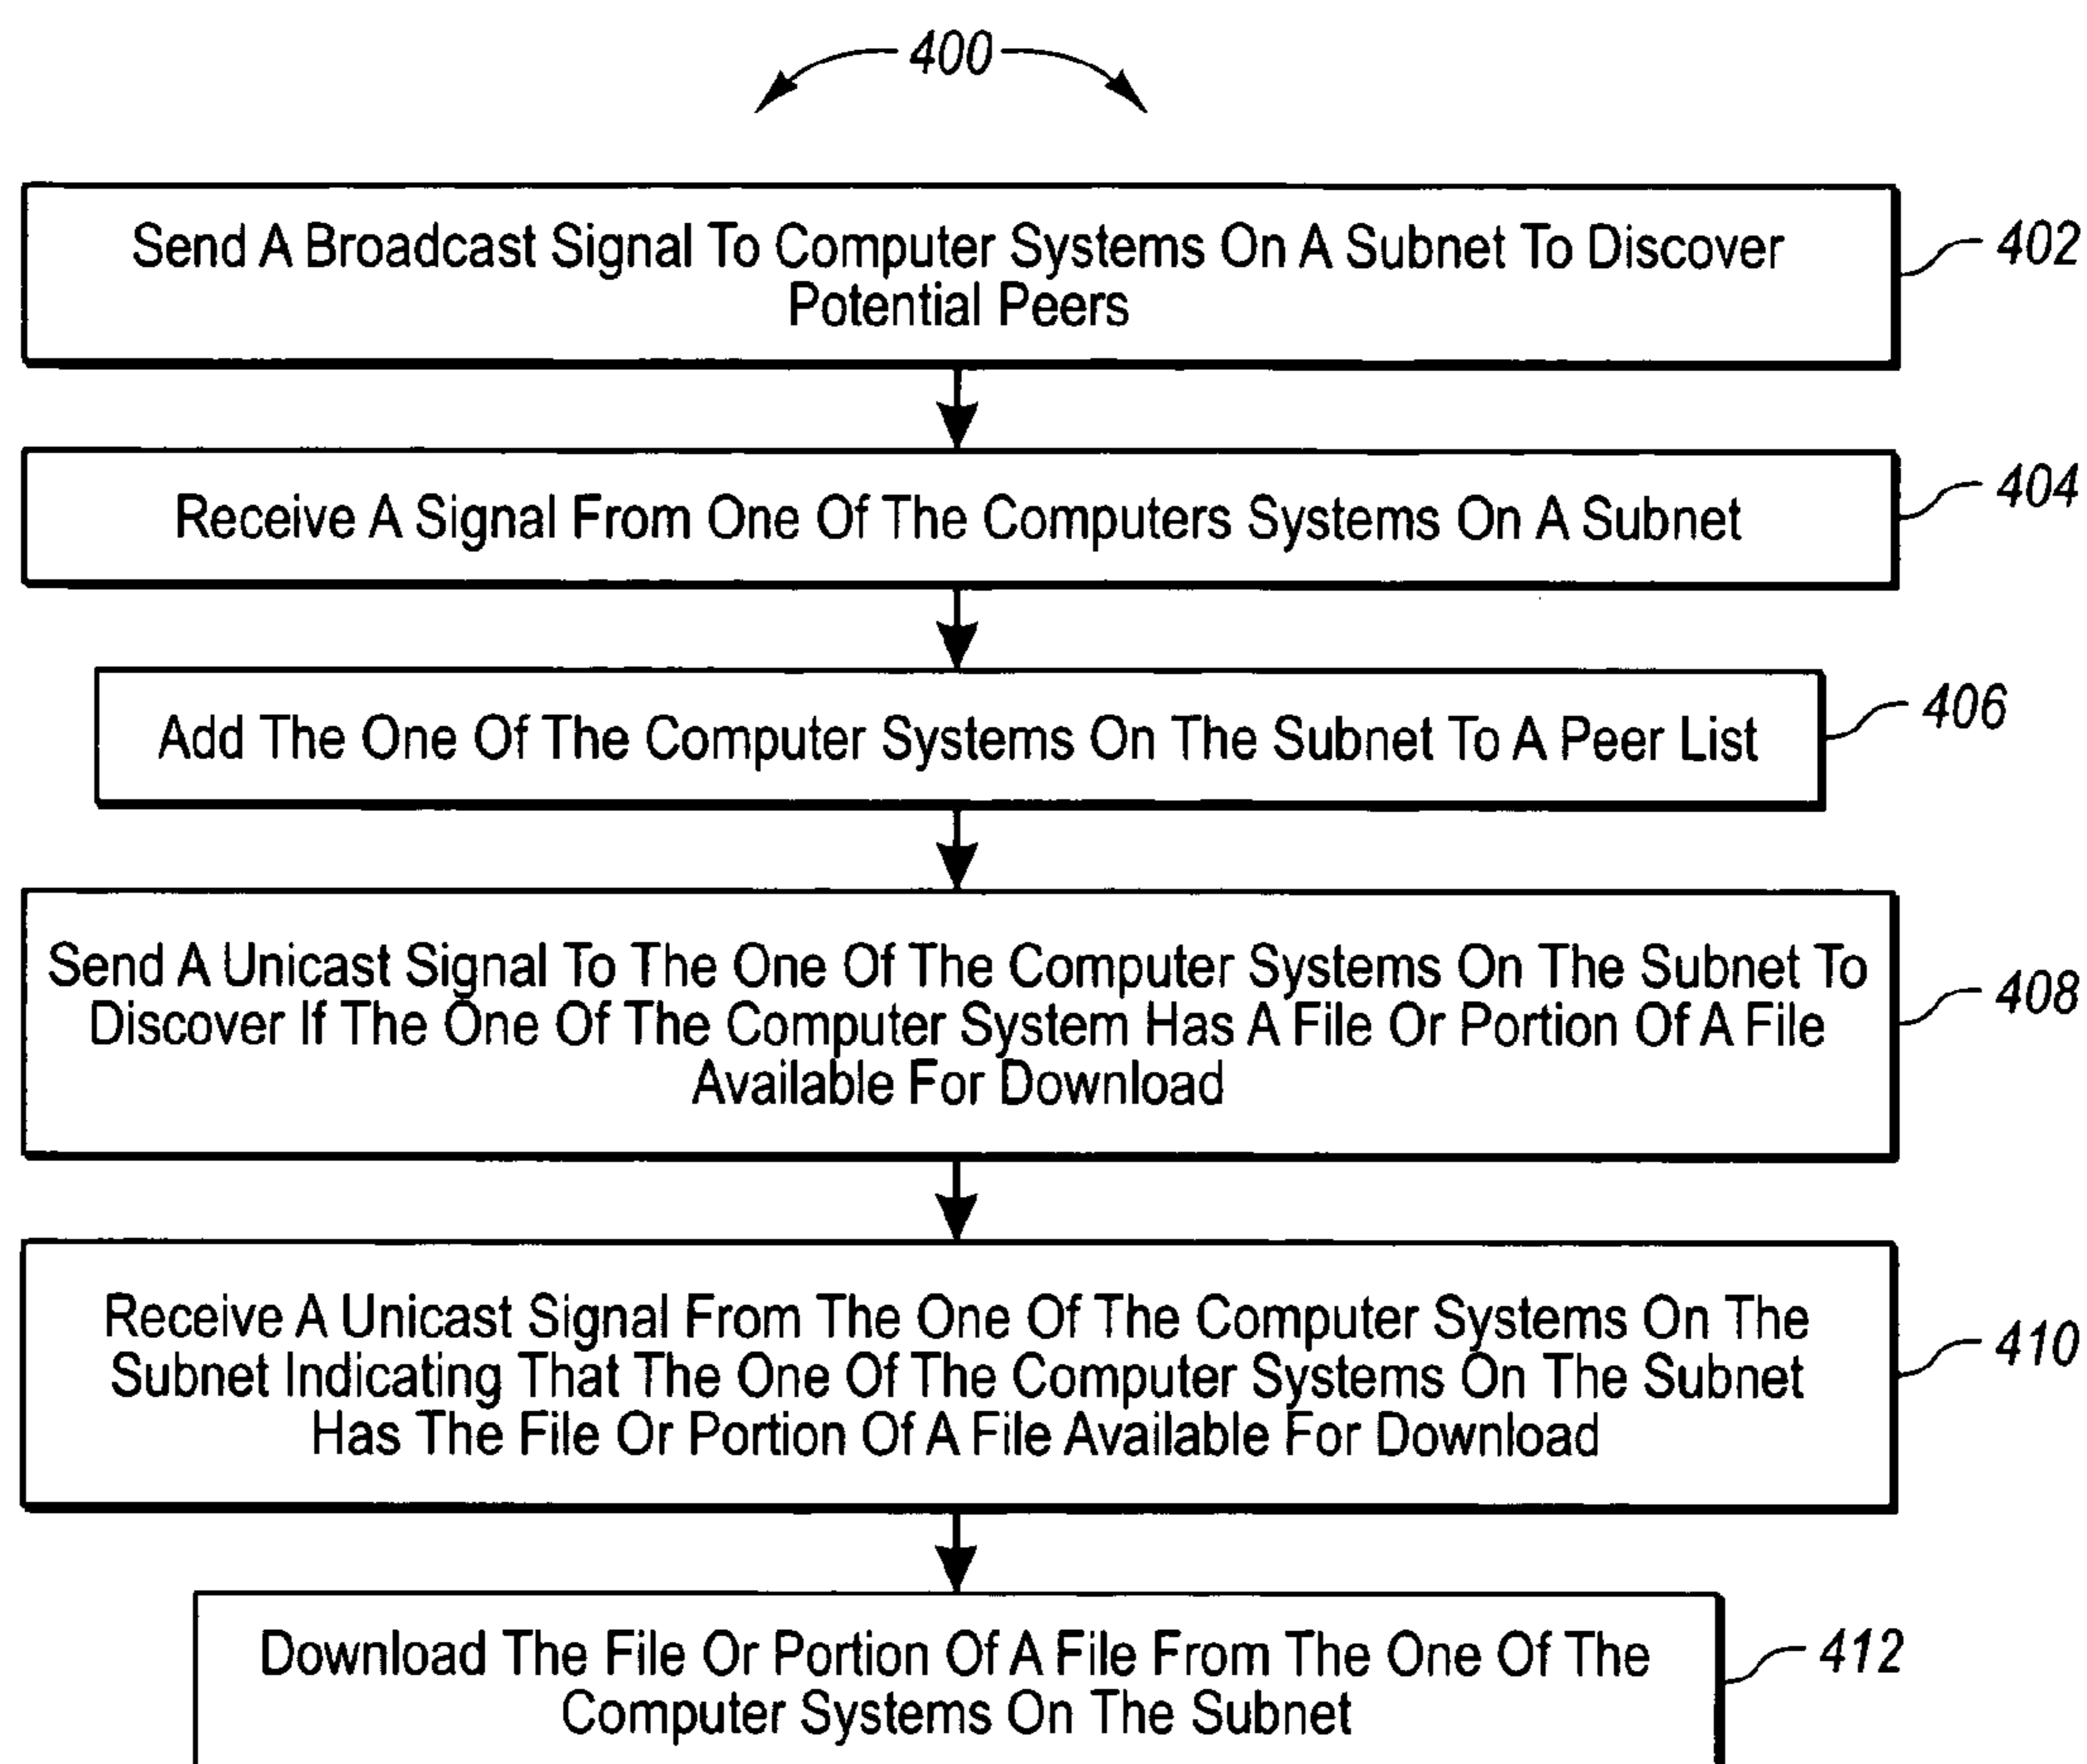 400
Send A Broadcast Signal To Computer Systems On A Subnet To Discover
Potential Peers
402
Receive A Signal From One Of The Computers Systems On A Subnet
404
Add The One Of The Computer Systems On The Subnet To A Peer List
406
Send A Unicast Signal To The One Of The Computer Systems On The Subnet To
Discover If The One Of The Computer System Has A File Or Portion Of A File
Available For Download
408
Receive A Unicast Signal From The One Of The Computer Systems On The
Subnet Indicating That The One Of The Computer Systems On The Subnet
Has The File Or Portion Of A File Available For Download
410
Download The File Or Portion Of A File From The One Of The
Computer Systems On The Subnet
412